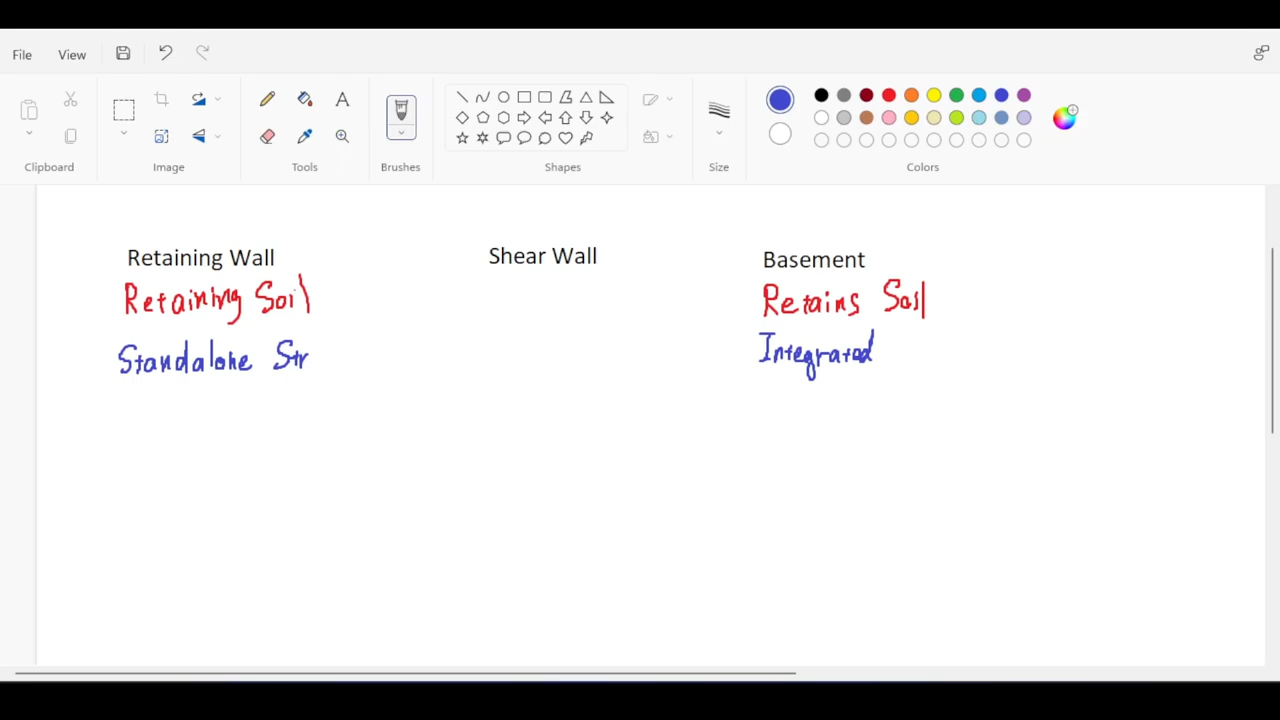 File View
Clipboard Image Tools Brushes Shapes Size Colors
Retaining Wall
Retaining Soil
Standalone Str
Shear Wall
Basement
Retains Soil
Integrated